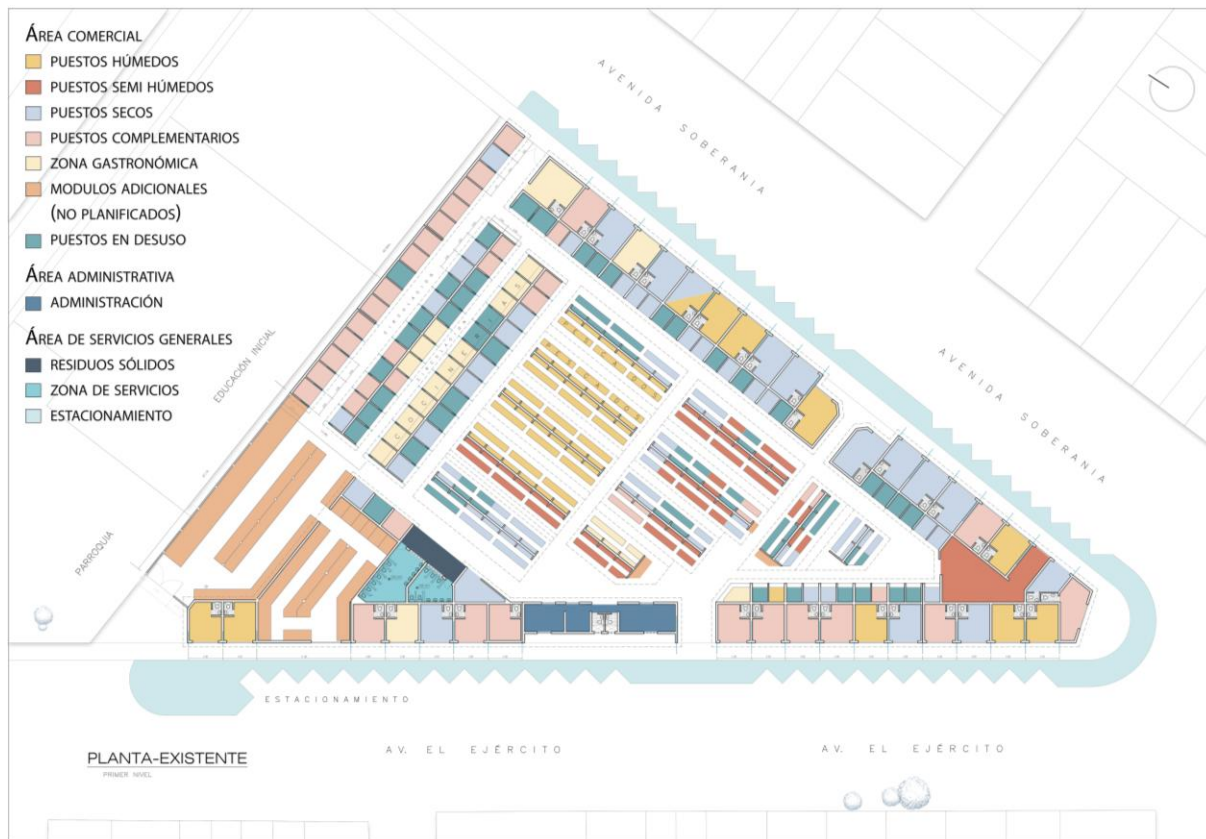 ÁREA COMERCIAL
PUESTOS HÚMEDOS
PUESTOS SEMI HÚMEDOS
PUESTOS SECOS
PUESTOS COMPLEMENTARIOS
ZONA GASTRONÓMICA
MODULOS ADICIONALES
(NO PLANIFICADOS)
PUESTOS EN DESUSO
ÁREA ADMINISTRATIVA
ADMINISTRACIÓN
ÁREA DE SERVICIOS GENERALES
RESIDUOS SÓLIDOS
ZONA DE SERVICIOS
ESTACIONAMIENTO
AVENIDA SOBERANIA
AVENIDA SOBERANIA
EDUCACIÓN INICIAL
PARROQUIA
COCINERIAS
ESTACIONAMIENTO
AV. EL EJÉRCITO
AV. EL EJÉRCITO
PLANTA-EXISTENTE
PRIMER NIVEL